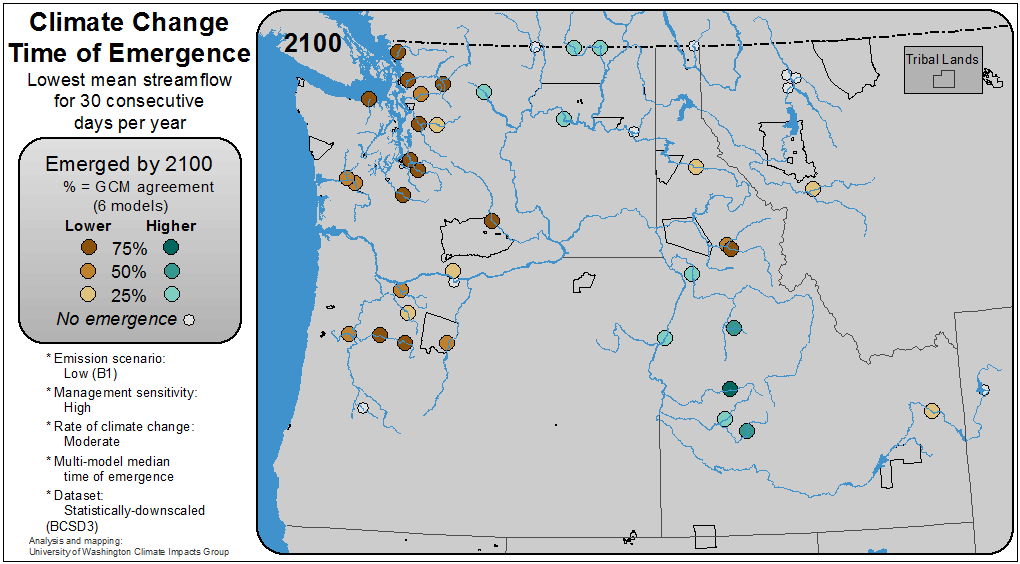 Climate Change
Time of Emergence
Lowest mean streamflow
for 30 consecutive
days per year
Emerged by 2100
% = GCM agreement
(6 models)
Lower Higher
75%
50%
25%
No emergence
* Emission scenario:
Low (B1)
* Management sensitivity:
High
* Rate of climate change:
Moderate
* Multi-model median
time of emergence
* Dataset:
Statistically-downscaled
(BCSD3)
Analysis and mapping:
University of Washington Climate Impacts Group
2100
Tribal Lands